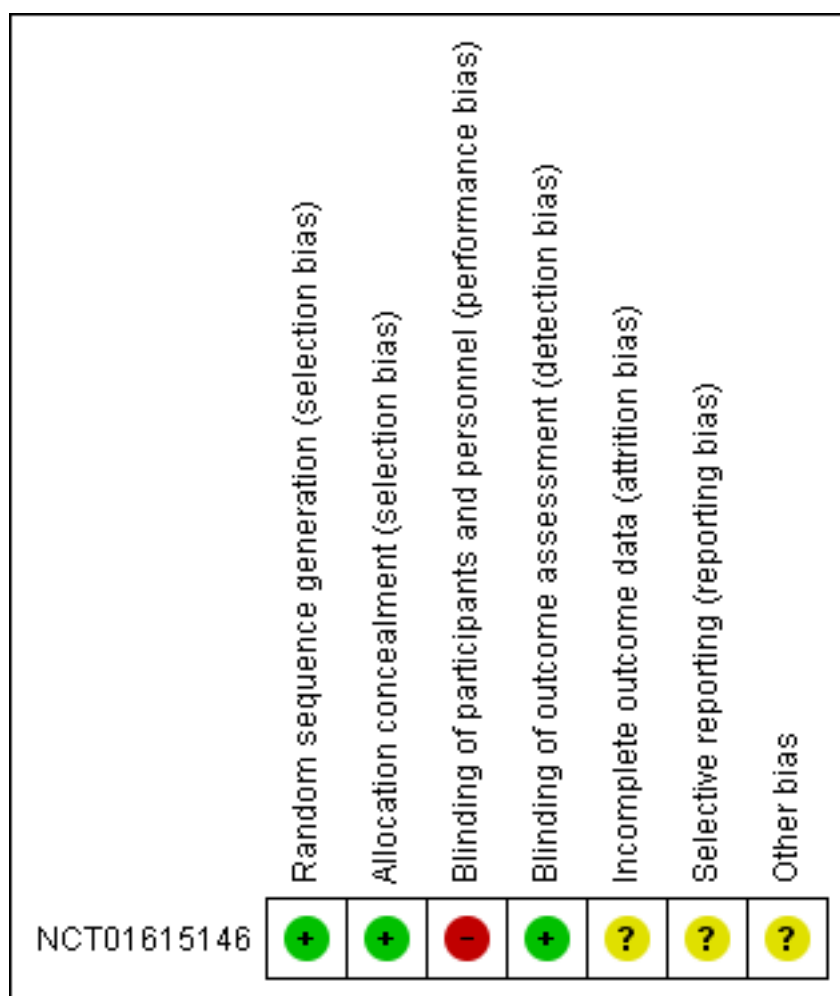 Random sequence generation (selection bias)
Allocation concealment (selection bias)
Blinding of participants and personnel (performance bias)
Blinding of outcome assessment (detection bias)
Incomplete outcome data (attrition bias)
Selective reporting (reporting bias)
Other bias
NCT01615146 + + - + ? ? ?